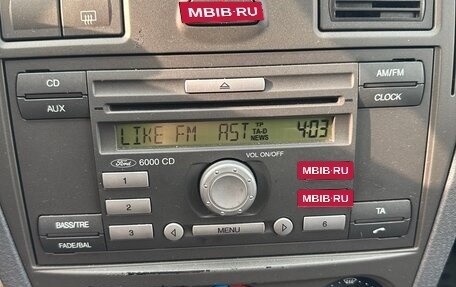 MBIB.RU
CD
AM/FM
AUX
CLOCK
LIKE FM AST
TP
TA-D
NEWS
4:03
Ford 6000 CD
VOL ON/OFF
1
MBIB.RU
2
MBIB.RU
BASS/TRE
TA
3
MENU
6
FADE/BAL